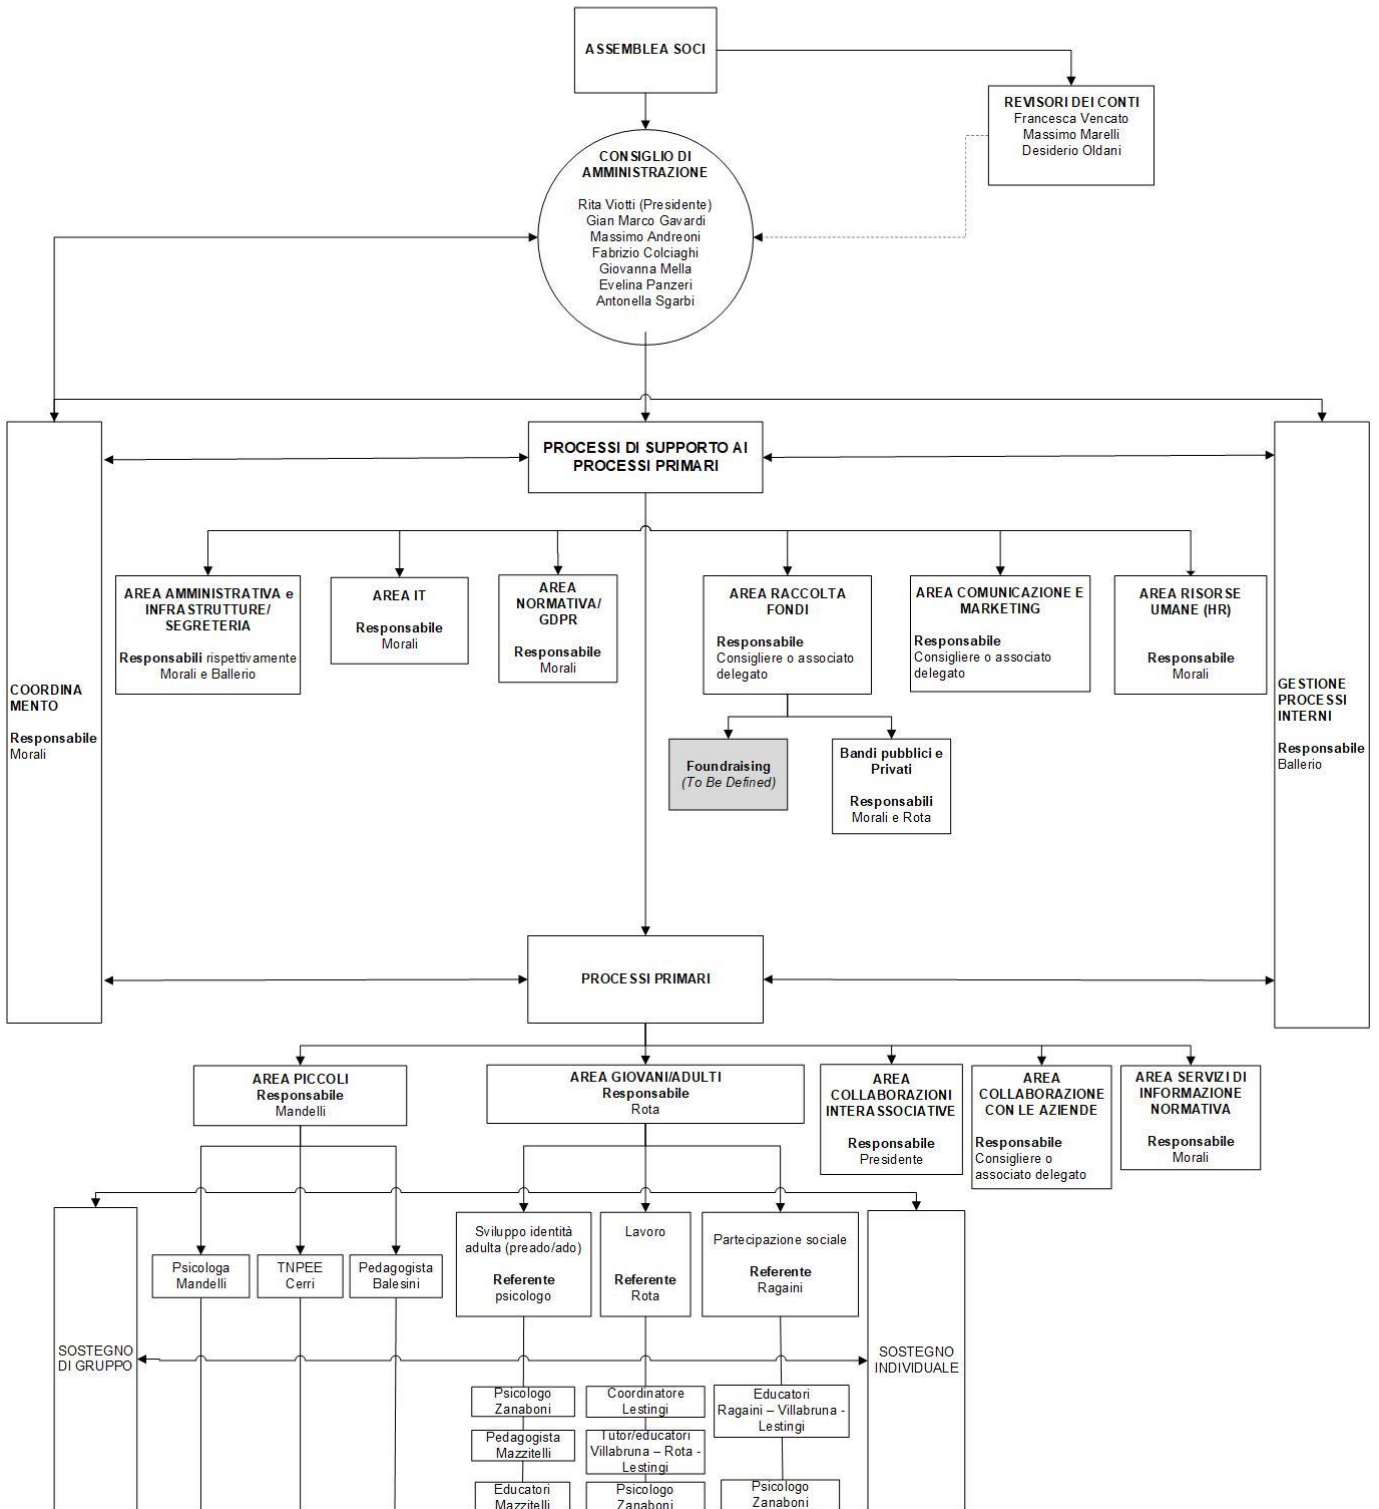 ASSEMBLEA SOCI
REVISORI DEI CONTI
Francesca Vencato
Massimo Marelli
Desiderio Oldani
CONSIGLIO DI
AMMINISTRAZIONE
Rita Viotti (Presidente)
Gian Marco Gavardi
Massimo Andreoni
Fabrizio Colciaghi
Giovanna Mella
Evelina Panzeri
Antonella Sgarbi
PROCESSI DI SUPPORTO AI
PROCESSI PRIMARI
AREA AMMINISTRATIVA e
INFRASTRUTTURE/
SEGRETERIA
Responsabili rispettivamente
Morali e Ballerio
AREA IT
Responsabile
Morali
AREA
NORMATIVA/
GDPR
Responsabile
Morali
AREA RACCOLTA
FONDI
Responsabile
Consigliere o associato
delegato
AREA COMUNICAZIONE E
MARKETING
Responsabile
Consigliere o associato
delegato
AREA RISORSE
UMANE (HR)
Responsabile
Morali
COORDINA
MENTO
Responsabile
Morali
GESTIONE
PROCESSI
INTERNI
Responsabile
Ballerio
Foundraising
(To Be Defined)
Bandi pubblici e
Privati
Responsabili
Morali e Rota
PROCESSI PRIMARI
AREA PICCOLI
Responsabile
Mandelli
AREA GIOVANI/ADULTI
Responsabile
Rota
AREA
COLLABORAZIONI
INTERASSOCIATIVE
Responsabile
Presidente
AREA
COLLABORAZIONE
CON LE AZIENDE
Responsabile
Consigliere o
associato delegato
AREA SERVIZI DI
INFORMAZIONE
NORMATIVA
Responsabile
Morali
Psicologa
Mandelli
TNPEE
Cerri
Pedagogista
Balesini
Sviluppo identità
adulta (preado/ado)
Referente
psicologo
Lavoro
Referente
Rota
Partecipazione sociale
Referente
Ragaini
SOSTEGNO
DI GRUPPO
SOSTEGNO
INDIVIDUALE
Psicologo
Zanaboni
Pedagogista
Mazzitelli
Educatori
Mazzitelli
Coordinatore
Lestingi
Tutor/educatori
Villabruna – Rota -
Lestingi
Psicologo
Zanaboni
Educatori
Ragaini – Villabruna -
Lestingi
Psicologo
Zanaboni